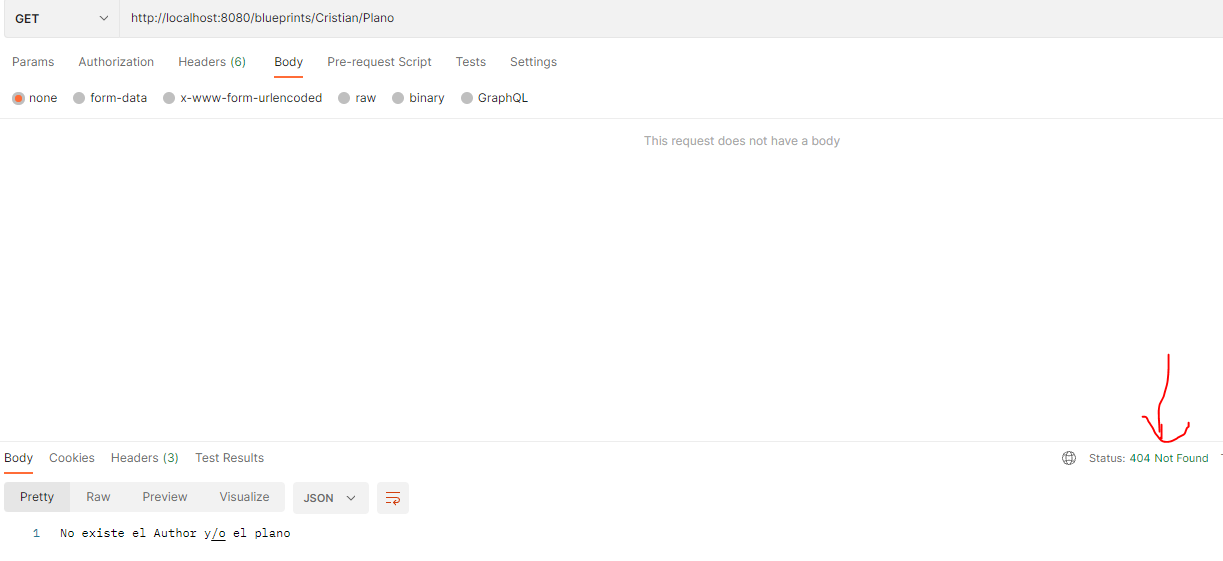 GET http://localhost:8080/blueprints/Cristian/Plano
Params Authorization Headers (6) Body Pre-request Script Tests Settings
none form-data x-www-form-urlencoded raw binary GraphQL
This request does not have a body
Body Cookies Headers (3) Test Results Status: 404 Not Found
Pretty Raw Preview Visualize JSON
1 No existe el Author y/o el plano